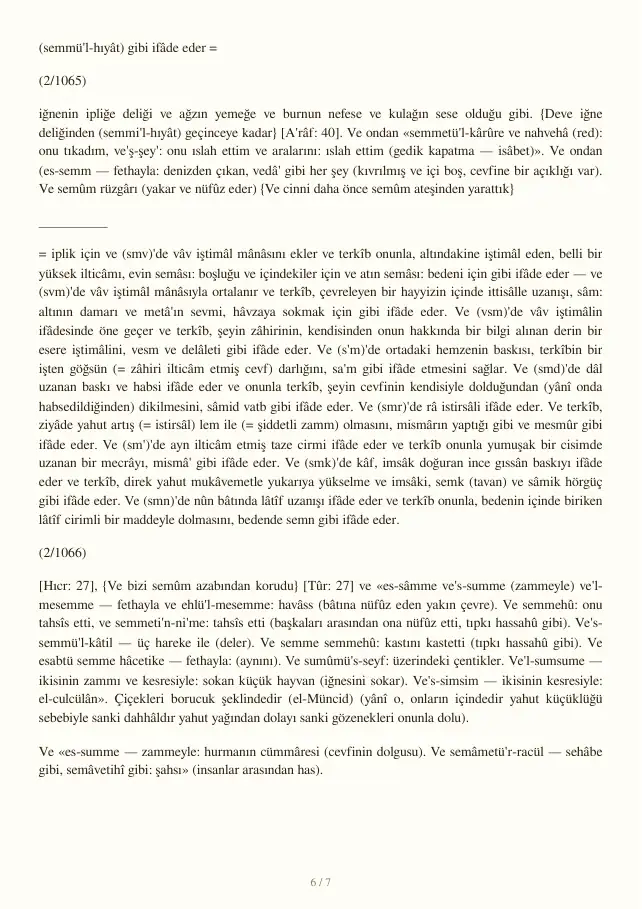 (semmü'l-hıyât) gibi ifâde eder =
(2/1065)
iğnenin ipliğe deliği ve ağzın yemeğe ve burnun nefese ve kulağın sese olduğu gibi. {Deve iğne
deliğinden (semmi'l-hıyât) geçinceye kadar} [A'râf: 40]. Ve ondan «semmetü'l-kârûre ve nahvehâ (red):
onu tıkadım, ve'ş-şey': onu ıslah ettim ve aralarını: ıslah ettim (gedik kapatma — isâbet)». Ve ondan
(es-semm — fethayla: denizden çıkan, vedâ' gibi her şey (kıvrılmış ve içi boş, cevfine bir açıklığı var).
Ve semûm rüzgârı (yakar ve nüfûz eder) {Ve cinni daha önce semûm ateşinden yarattık}
= iplik için ve (smv)'de vâv iştimâl mânâsını ekler ve terkîb onunla, altındakine iştimâl eden, belli bir
yüksek ilticâmı, evin semâsı: boşluğu ve içindekiler için ve atın semâsı: bedeni için gibi ifâde eder — ve
(svm)'de vâv iştimâl mânâsıyla ortalanır ve terkîb, çevreleyen bir hayyizin içinde ittisâlle uzanışı, sâm:
altının damarı ve metâ'ın sevmi, hâvzaya sokmak için gibi ifâde eder. Ve (vsm)'de vâv iştimâlin
ifâdesinde öne geçer ve terkîb, şeyin zâhirinin, kendisinden onun hakkında bir bilgi alınan derin bir
esere iştimâlini, vesm ve delâleti gibi ifâde eder. Ve (s'm)'de ortadaki hemzenin baskısı, terkîbin bir
işten göğsün (= zâhiri ilticâm etmiş cevf) darlığını, sa'm gibi ifâde etmesini sağlar. Ve (smd)'de dâl
uzanan baskı ve habsi ifâde eder ve onunla terkîb, şeyin cevfinin kendisiyle dolduğundan (yânî onda
habsedildiğinden) dikilmesini, sâmid vatb gibi ifâde eder. Ve (smr)'de râ istirsâli ifâde eder. Ve terkîb,
ziyâde yahut artış (= istirsâl) lem ile (= şiddetli zamm) olmasını, mismârın yaptığı gibi ve mesmûr gibi
ifâde eder. Ve (sm')'de ayn ilticâm etmiş taze cirmi ifâde eder ve terkîb onunla yumuşak bir cisimde
uzanan bir mecrâyı, mismâ' gibi ifâde eder. Ve (smk)'de kâf, imsâk doğuran ince gıssân baskıyı ifâde
eder ve terkîb, direk yahut mukâvemetle yukarıya yükselme ve imsâki, semk (tavan) ve sâmik hörgüç
gibi ifâde eder. Ve (smn)'de nûn bâtında lâtîf uzanışı ifâde eder ve terkîb onunla, bedenin içinde biriken
lâtîf cirimli bir maddeyle dolmasını, bedende semn gibi ifâde eder.
(2/1066)
[Hıcr: 27], {Ve bizi semûm azabından korudu} [Tûr: 27] ve «es-sâmme ve's-summe (zammeyle) ve'l-
mesemme — fethayla ve ehlü'l-mesemme: havâss (bâtına nüfûz eden yakın çevre). Ve semmehû: onu
tahsîs etti, ve semmeti'n-ni'me: tahsîs etti (başkaları arasından ona nüfûz etti, tıpkı hassahû gibi). Ve's-
semmü'l-kâtil — üç hareke ile (deler). Ve semme semmehû: kastını kastetti (tıpkı hassahû gibi). Ve
esabtü semme hâcetike — fethayla: (aynını). Ve sumûmü's-seyf: üzerindeki çentikler. Ve'l-sumsume —
ikisinin zammı ve kesresiyle: sokan küçük hayvan (iğnesini sokar). Ve's-simsim — ikisinin kesresiyle:
el-culcülân». Çiçekleri borucuk şeklindedir (el-Müncid) (yânî o, onların içindedir yahut küçüklüğü
sebebiyle sanki dahhâldır yahut yağından dolayı sanki gözenekleri onunla dolu).
Ve «es-summe — zammeyle: hurmanın cümmâresi (cevfinin dolgusu). Ve semâmetü'r-racül — sehâbe
gibi, semâvetihî gibi: şahsı» (insanlar arasından has).
6 / 7